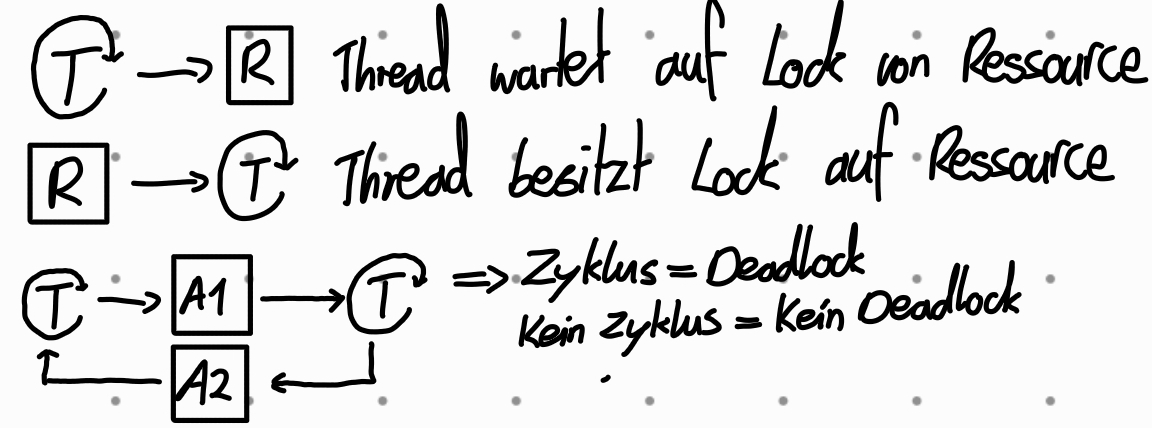 T → R Thread wartet auf Lock von Ressource
R → T Thread besitzt Lock auf Ressource
T → A1 → T ⇒ Zyklus = Deadlock
Kein Zyklus = Kein Deadlock
A2